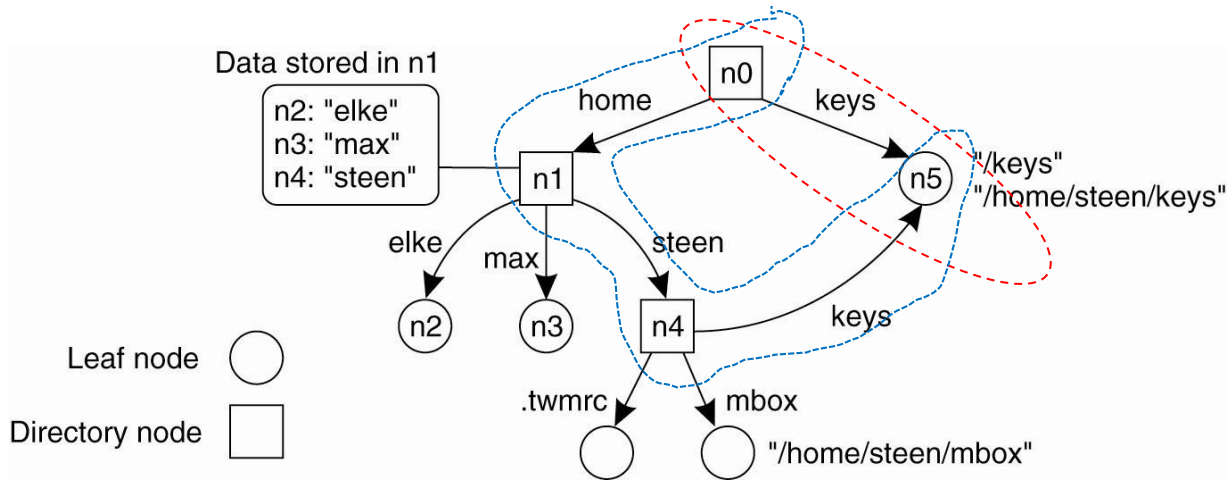 Data stored in n1
n2: "elke"
n3: "max"
n4: "steen"
n0
home
keys
n1
n5
"/keys"
"/home/steen/keys"
elke
max
steen
n2
n3
n4
keys
Leaf node
.twmrc
mbox
Directory node
"/home/steen/mbox"